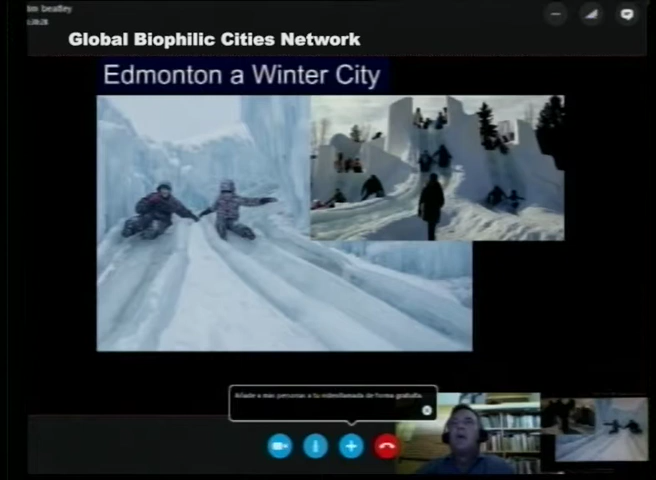 tim beatley
Global Biophilic Cities Network
Edmonton a Winter City
Añade a más personas a tu videollamada de forma gratuita.